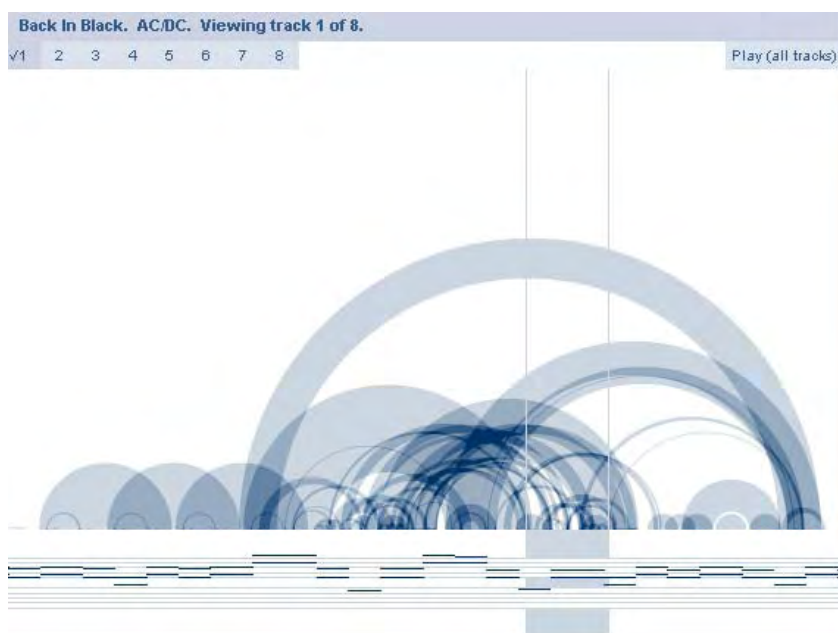 Back In Black. AC/DC. Viewing track 1 of 8.
√1 2 3 4 5 6 7 8 Play (all tracks)